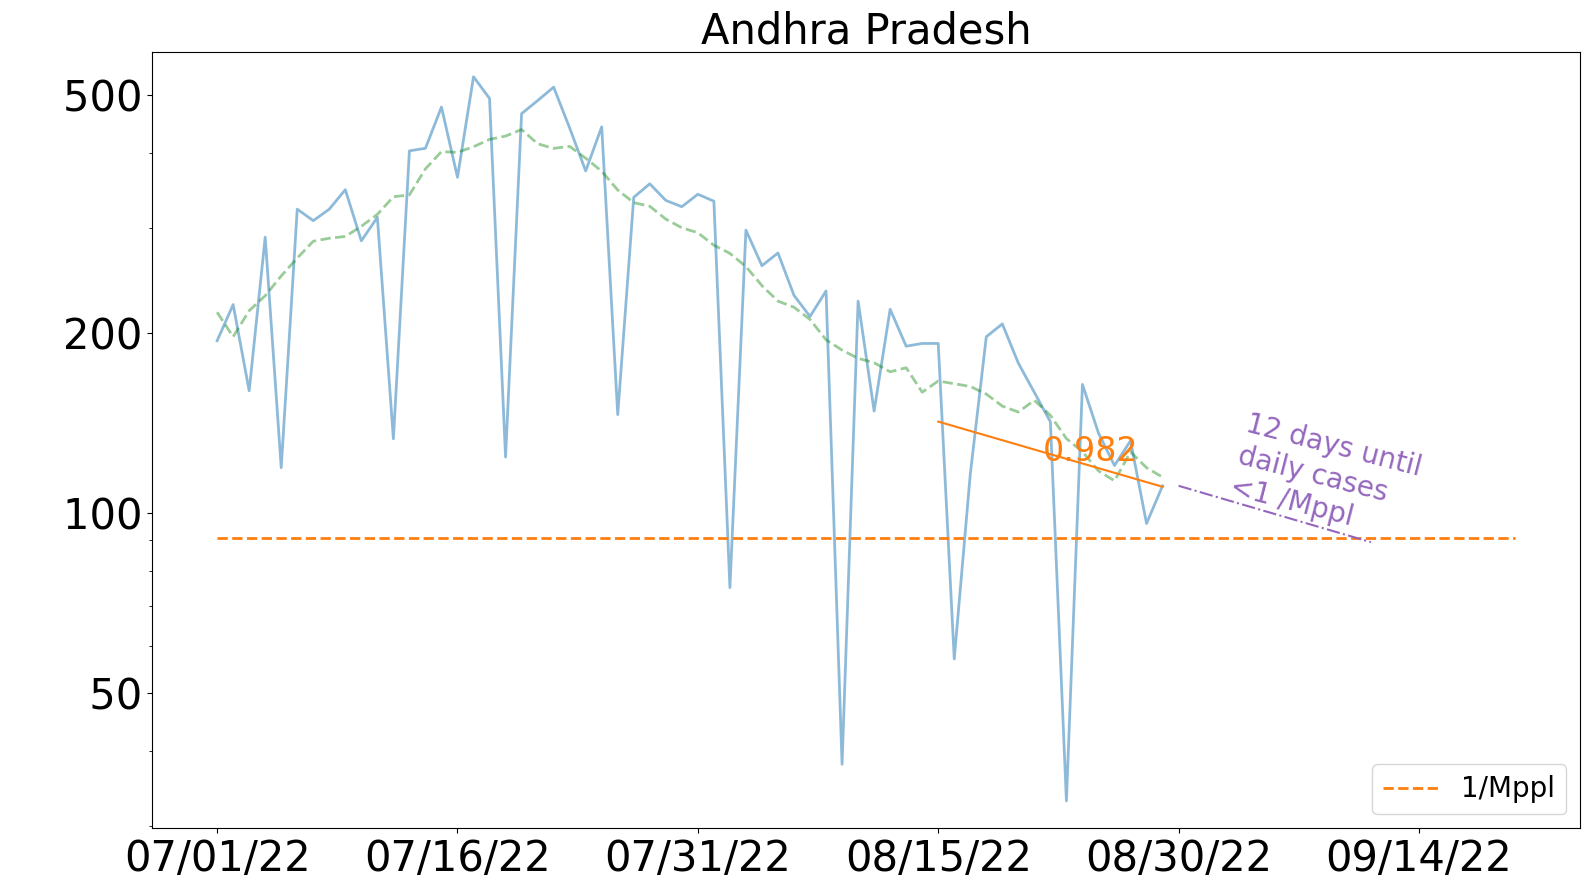 Andhra Pradesh
500
200
100
50
0.982
12 days until
daily cases
<1 /Mppl
1/Mppl
07/01/22
07/16/22
07/31/22
08/15/22
08/30/22
09/14/22